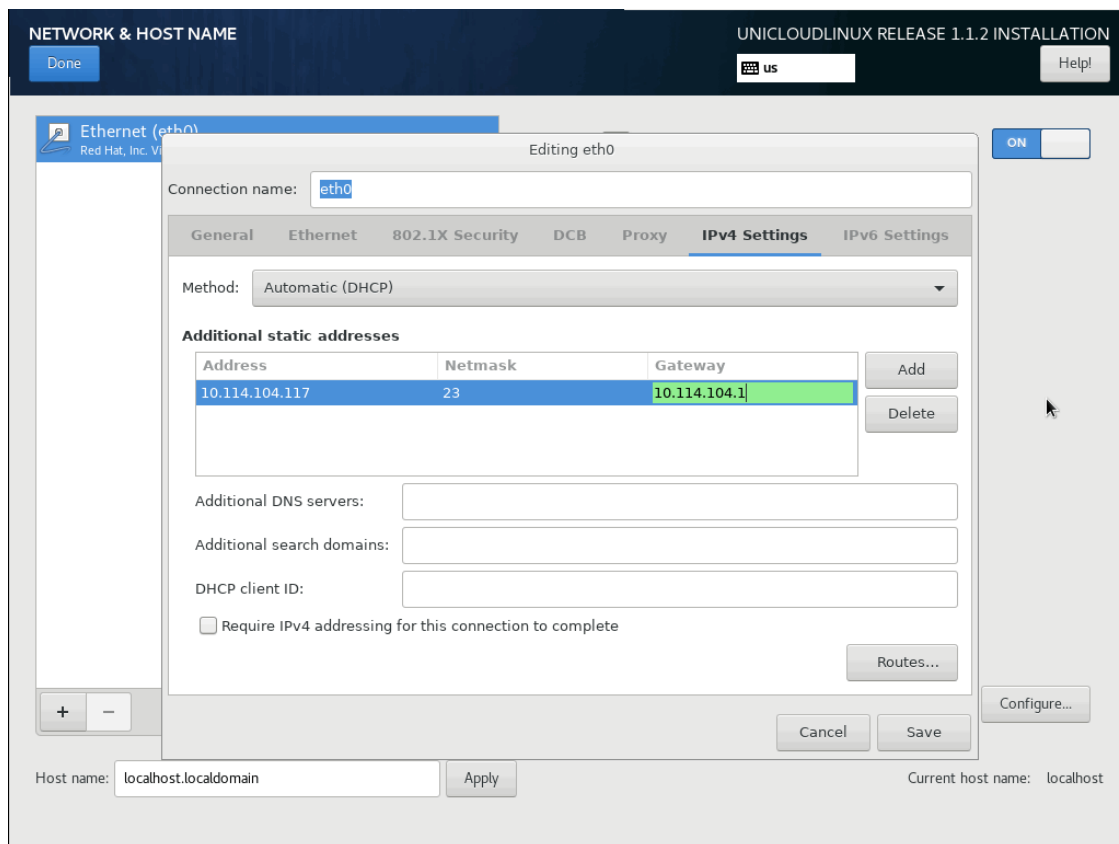 NETWORK & HOST NAME
UNICLOUDLINUX RELEASE 1.1.2 INSTALLATION
Done
us
Help!
Ethernet (eth0)
Red Hat, Inc. Vi
ON
Editing eth0
Connection name: eth0
General Ethernet 802.1X Security DCB Proxy IPv4 Settings IPv6 Settings
Method: Automatic (DHCP)
Additional static addresses
Address Netmask Gateway
10.114.104.117 23 10.114.104.1
Add
Delete
Additional DNS servers:
Additional search domains:
DHCP client ID:
Require IPv4 addressing for this connection to complete
Routes...
+ −
Configure...
Cancel Save
Host name: localhost.localdomain Apply Current host name: localhost